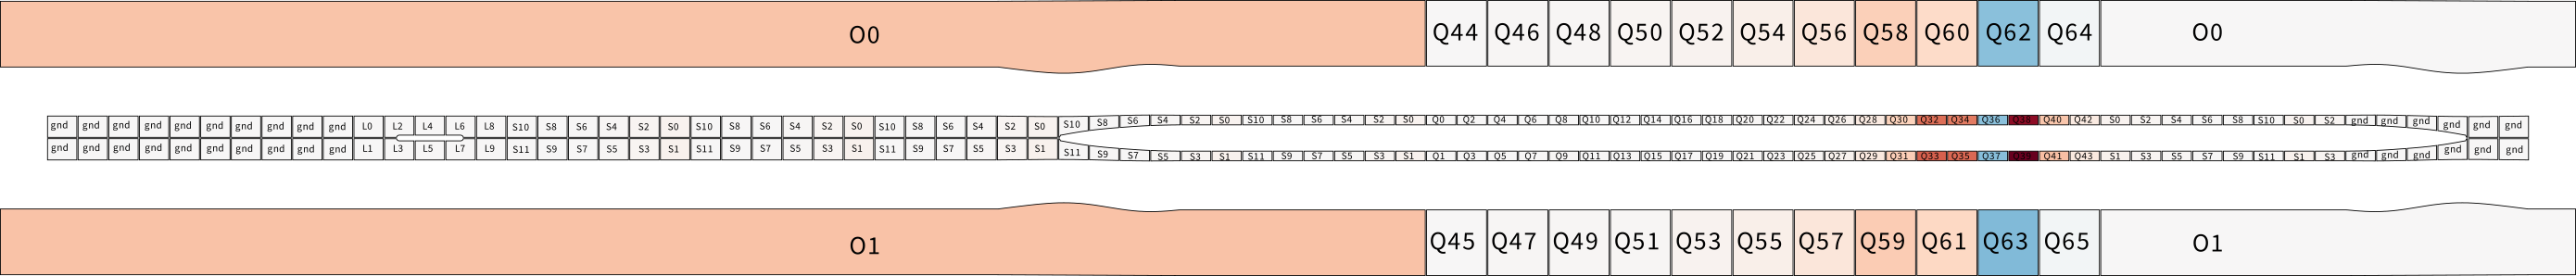 O0 Q44 Q46 Q48 Q50 Q52 Q54 Q56 Q58 Q60 Q62 Q64 O0
gnd gnd gnd gnd gnd gnd gnd gnd gnd gnd L0 L2 L4 L6 L8 S10 S8 S6 S4 S2 S0 S10 S8 S6 S4 S2 S0 S10 S8 S6 S4 S2 S0 S10 S8 S6 S4 S2 S0 S10 S8 S6 S4 S2 S0 Q0 Q2 Q4 Q6 Q8 Q10 Q12 Q14 Q16 Q18 Q20 Q22 Q24 Q26 Q28 Q30 Q32 Q34 Q36 Q38 Q40 Q42 S0 S2 S4 S6 S8 S10 S0 S2 gnd gnd gnd gnd gnd gnd
gnd gnd gnd gnd gnd gnd gnd gnd gnd gnd L1 L3 L5 L7 L9 S11 S9 S7 S5 S3 S1 S11 S9 S7 S5 S3 S1 S11 S9 S7 S5 S3 S1 S11 S9 S7 S5 S3 S1 S11 S9 S7 S5 S3 S1 Q1 Q3 Q5 Q7 Q9 Q11 Q13 Q15 Q17 Q19 Q21 Q23 Q25 Q27 Q29 Q31 Q33 Q35 Q37 Q39 Q41 Q43 S1 S3 S5 S7 S9 S11 S1 S3 gnd gnd gnd gnd gnd gnd
O1 Q45 Q47 Q49 Q51 Q53 Q55 Q57 Q59 Q61 Q63 Q65 O1